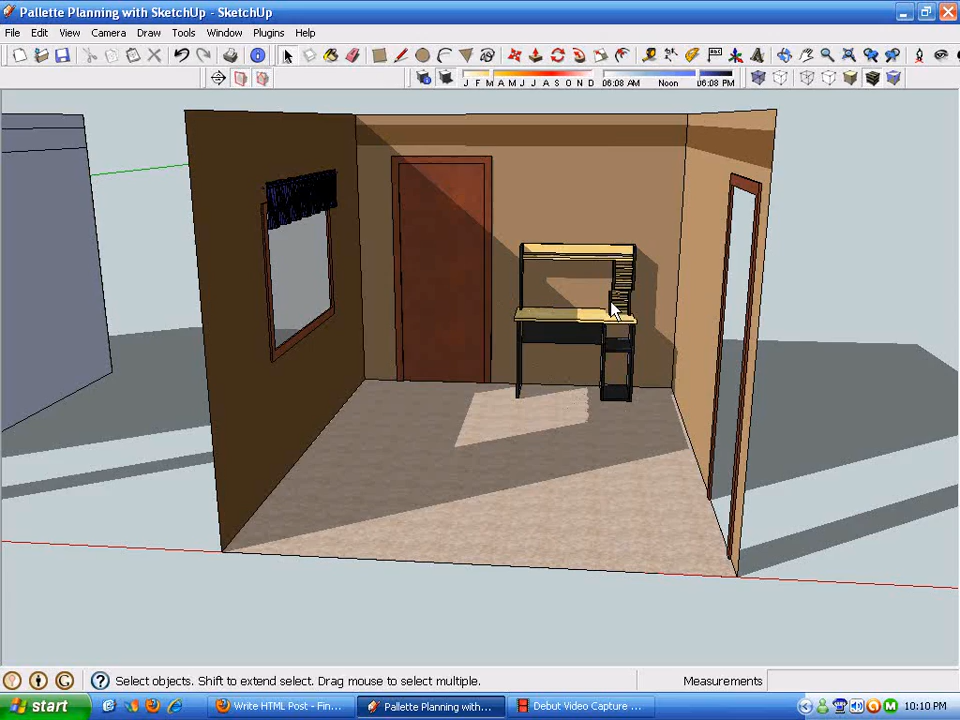 Pallette Planning with SketchUp - SketchUp
File Edit View Camera Draw Tools Window Plugins Help
J F M A M J J A S O N D 06:08 AM Noon 06:08 PM
Select objects. Shift to extend select. Drag mouse to select multiple. Measurements
start Write HTML Post - Fin... Pallette Planning with... Debut Video Capture ... 10:10 PM